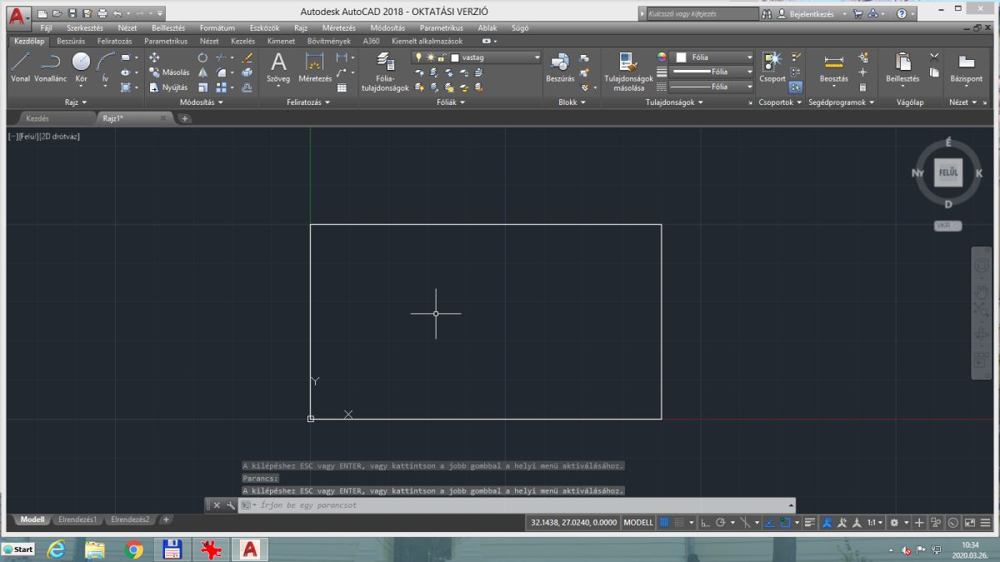 Autodesk AutoCAD 2018 - OKTATÁSI VERZIÓ
Kulcsszó vagy kifejezés
Bejelentkezés
Fájl Szerkesztés Nézet Beillesztés Formátum Eszközök Rajz Méretezés Módosítás Parametrikus Ablak Súgó
Kezdőlap Beszúrás Feliratozás Parametrikus Nézet Kezelés Kimenet Bővítmények A360 Kiemelt alkalmazások
vastag
Fólia
Másolás
Fólia
Vonal Vonallánc Kör Ív
Nyújtás
Szöveg Méretezés
Fólia-
tulajdonságok
Beszúrás
Tulajdonságok
másolása
Fólia
Csoport
Beosztás
Beillesztés
Bázispont
Rajz Módosítás Feliratozás Fóliák Blokk Tulajdonságok Csoportok Segédprogramok Vágólap Nézet
Kezdés Rajz1*
[−][Felül][2D drótváz]
É
Ny FELÜL K
D
VKR
Y
X
A kilépéshez ESC vagy ENTER, vagy kattintson a jobb gombbal a helyi menü aktiválásához.
Parancs:
A kilépéshez ESC vagy ENTER, vagy kattintson a jobb gombbal a helyi menü aktiválásához.
Írjon be egy parancsot
Modell Elrendezés1 Elrendezés2
32.1438, 27.0240, 0.0000 MODELL 1:1
Start
10:34
2020.03.26.